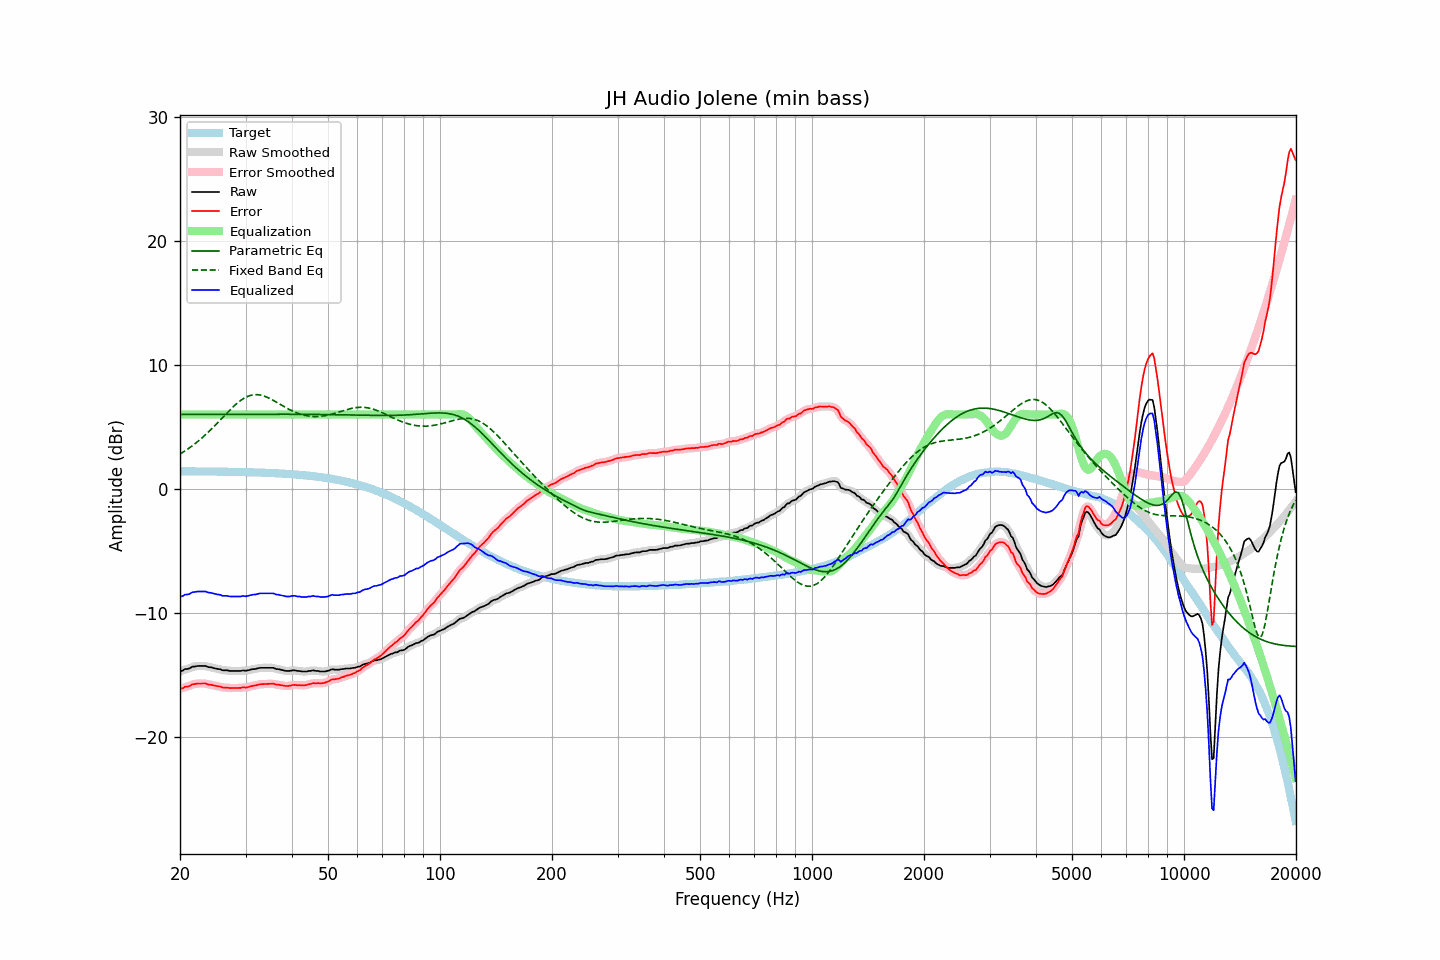 JH Audio Jolene (min bass)
Amplitude (dBr)
30
20
10
0
−10
−20
Target
Raw Smoothed
Error Smoothed
Raw
Error
Equalization
Parametric Eq
Fixed Band Eq
Equalized
20 50 100 200 500 1000 2000 5000 10000 20000
Frequency (Hz)